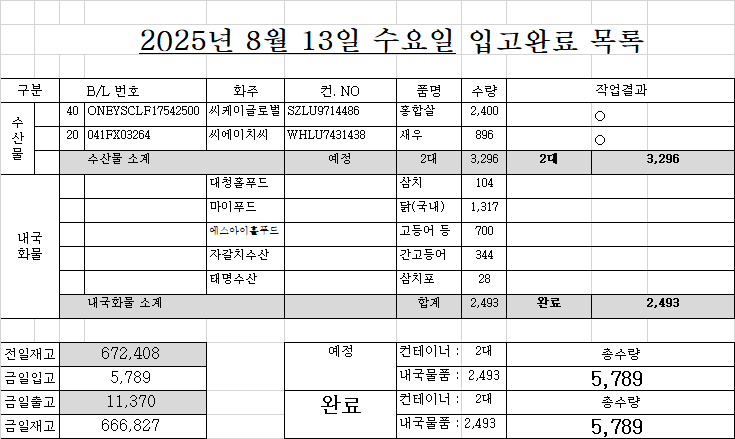 2025년 8월 13일 수요일 입고완료 목록
구분 B/L 번호 화주 컨. NO 품명 수량 작업결과
수산물 40 ONEYSCLF17542500 씨케이글로벌 SZLU9714486 홍합살 2,400 ○
20 041FX03264 씨에이치씨 WHLU7431438 새우 896 ○
수산물 소계 예정 2대 3,296 2대 3,296
내국화물 대청홀푸드 삼치 104
마이푸드 닭(국내) 1,317
에스아이홀푸드 고등어 등 700
자갈치수산 간고등어 344
태명수산 삼치포 28
내국화물 소계 합계 2,493 완료 2,493
전일재고 672,408 예정 컨테이너 : 2대 총수량
금일입고 5,789 내국물품 : 2,493 5,789
금일출고 11,370 완료 컨테이너 : 2대 총수량
금일재고 666,827 내국물품 : 2,493 5,789